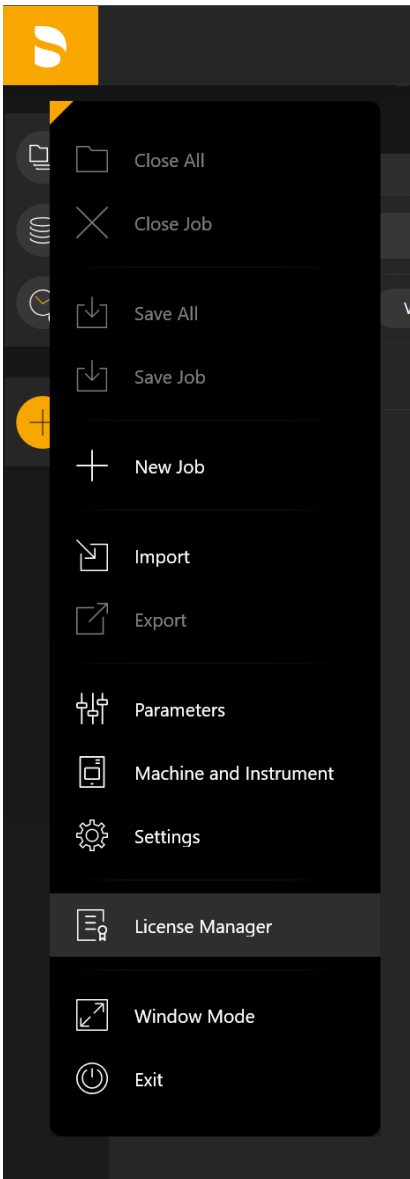 Close All
Close Job
Save All
Save Job
New Job
Import
Export
Parameters
Machine and Instrument
Settings
License Manager
Window Mode
Exit